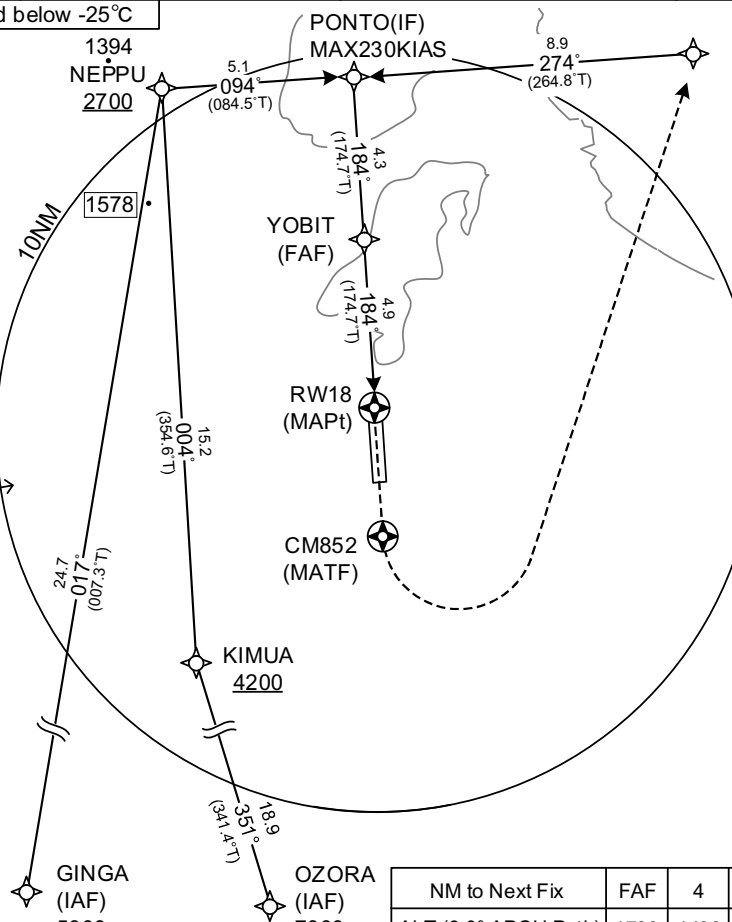 d below -25°C
1394
NEPPU
2700
PONTO(IF)
MAX230KIAS
5.1
094°
(084.5°T)
8.9
274°
(264.8°T)
4.3
184°
(174.7°T)
1578
10NM
YOBIT
(FAF)
4.9
184°
(174.7°T)
RW18
(MAPt)
15.2
004°
(354.6°T)
CM852
(MATF)
24.7
017°
(007.3°T)
KIMUA
4200
18.9
351°
(341.4°T)
GINGA
(IAF)
OZORA
(IAF)
NM to Next Fix FAF 4